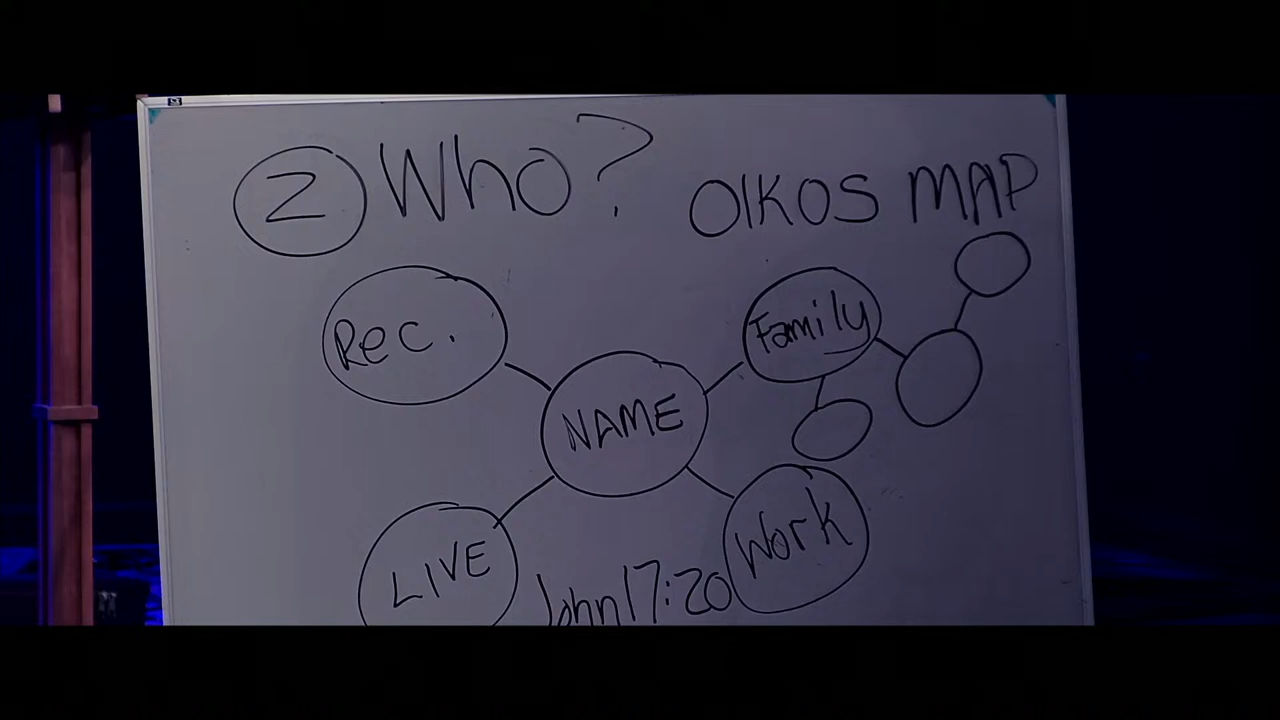 2 Who?
OIKOS MAP
Rec.
Family
NAME
LIVE
Work
John 17:20